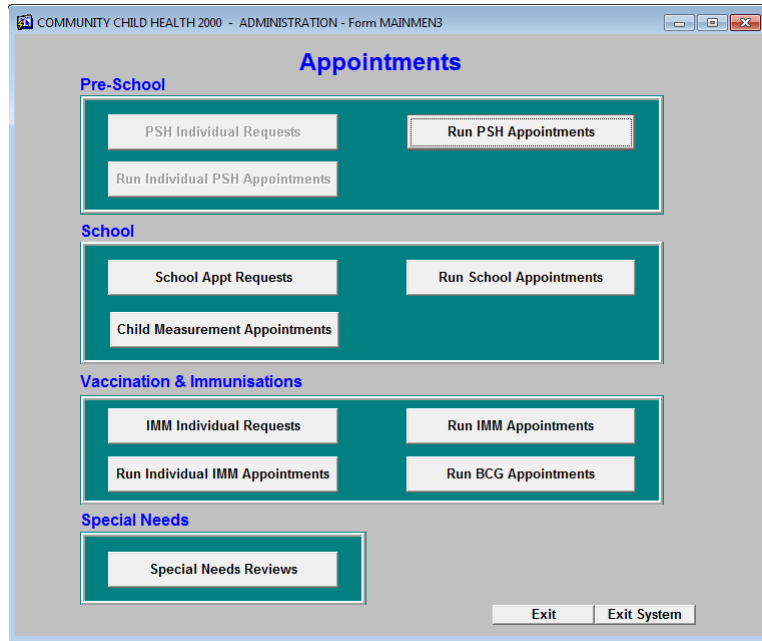 COMMUNITY CHILD HEALTH 2000 - ADMINISTRATION - Form MAINMEN3
Appointments
Pre-School
PSH Individual Requests
Run PSH Appointments
Run Individual PSH Appointments
School
School Appt Requests
Run School Appointments
Child Measurement Appointments
Vaccination & Immunisations
IMM Individual Requests
Run IMM Appointments
Run Individual IMM Appointments
Run BCG Appointments
Special Needs
Special Needs Reviews
Exit
Exit System